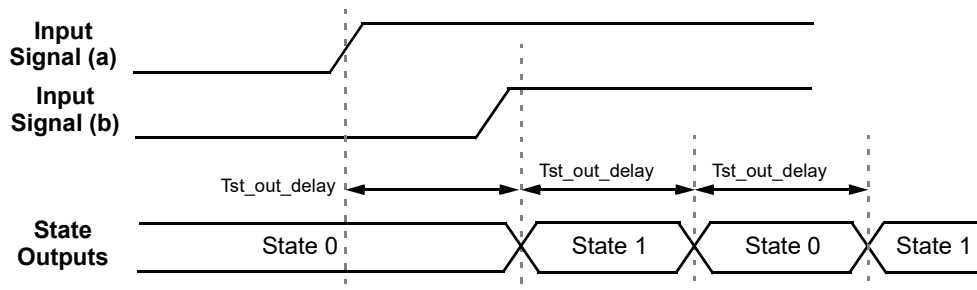 Input
Signal (a)
Input
Signal (b)
Tst_out_delay
Tst_out_delay
Tst_out_delay
State
Outputs
State 0
State 1
State 0
State 1